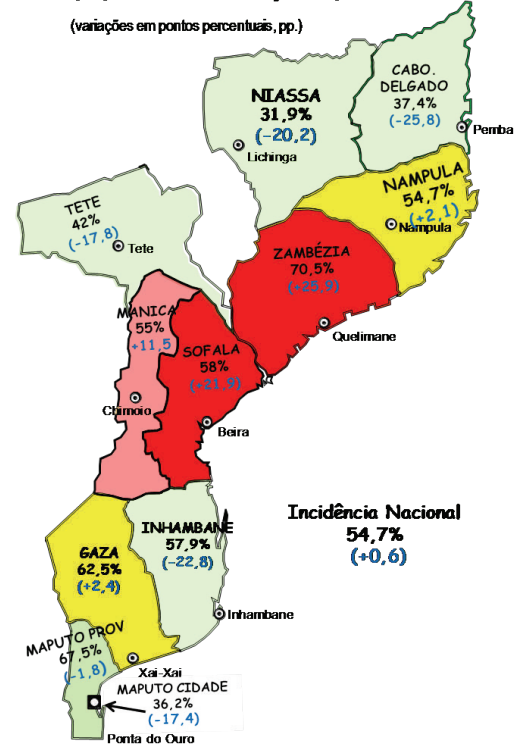 (variações em pontos percentuais, pp.)
CABO.
DELGADO
37,4%
(-25,8)
Pemba
NIASSA
31,9%
(-20,2)
Lichinga
NAMPULA
54,7%
(+2,1)
Nampula
TETE
42%
(-17,8)
Tete
ZAMBÉZIA
70,5%
(+25,9)
Quelimane
MANICA
55%
+11,5
Chimoio
SOFALA
58%
(+21,9)
Beira
Incidência Nacional
54,7%
(+0,6)
INHAMBANE
57,9%
(-22,8)
Inhambane
GAZA
62,5%
(+2,4)
Xai-Xai
MAPUTO PROV
67,5%
(-1,8)
MAPUTO CIDADE
36,2%
(-17,4)
Ponta do Ouro